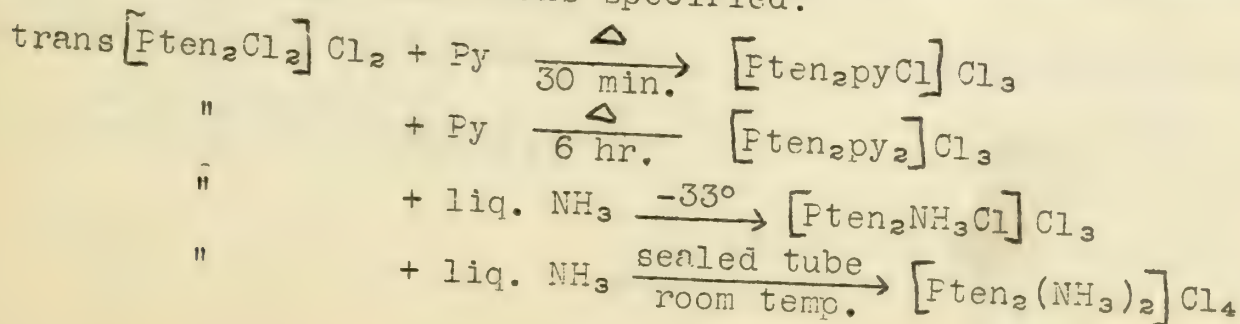 specified.
trans[Pten₂Cl₂]Cl₂ + Py △ 30 min. → [Pten₂pyCl]Cl₃
" + Py △ 6 hr. [Pten₂py₂]Cl₃
" + liq. NH₃ -33° → [Pten₂NH₃Cl]Cl₃
" + liq. NH₃ sealed tube room temp. → [Pten₂(NH₃)₂]Cl₄